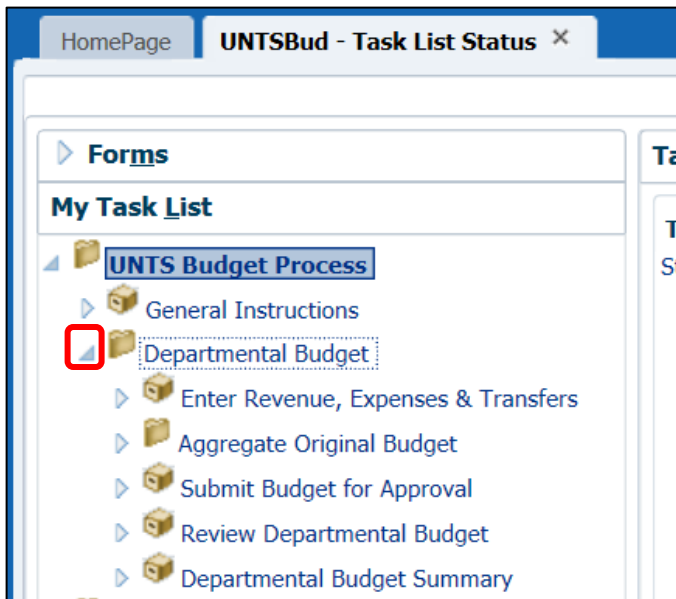 HomePage
UNTSBud - Task List Status ×
Forms
My Task List
UNTS Budget Process
General Instructions
Departmental Budget
Enter Revenue, Expenses & Transfers
Aggregate Original Budget
Submit Budget for Approval
Review Departmental Budget
Departmental Budget Summary